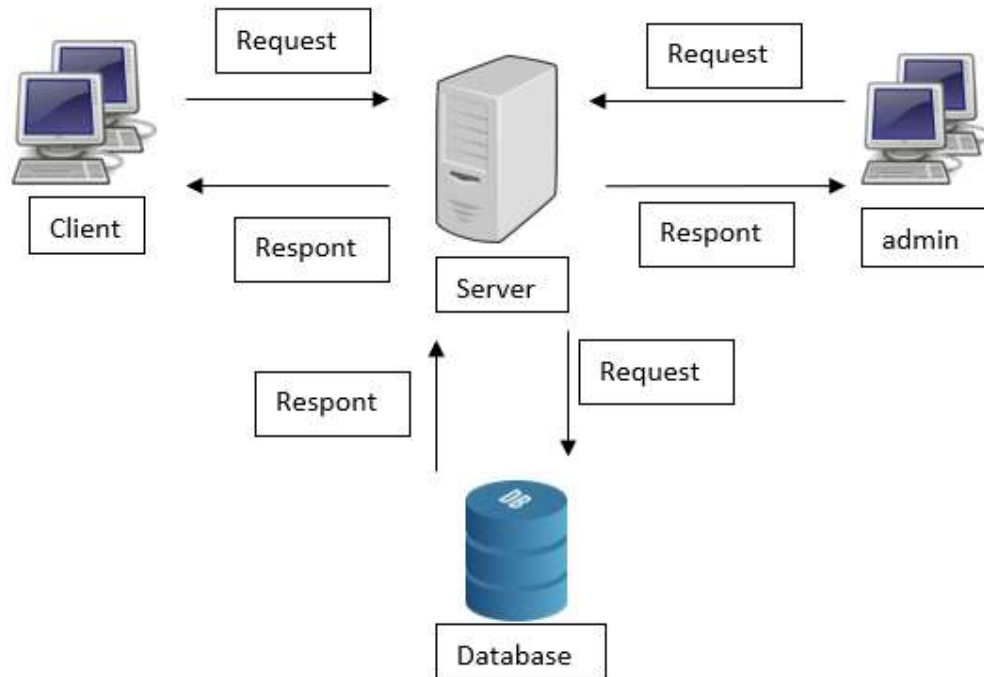 Request
Request
Client
Respont
Respont
admin
Server
Respont
Request
DB
Database